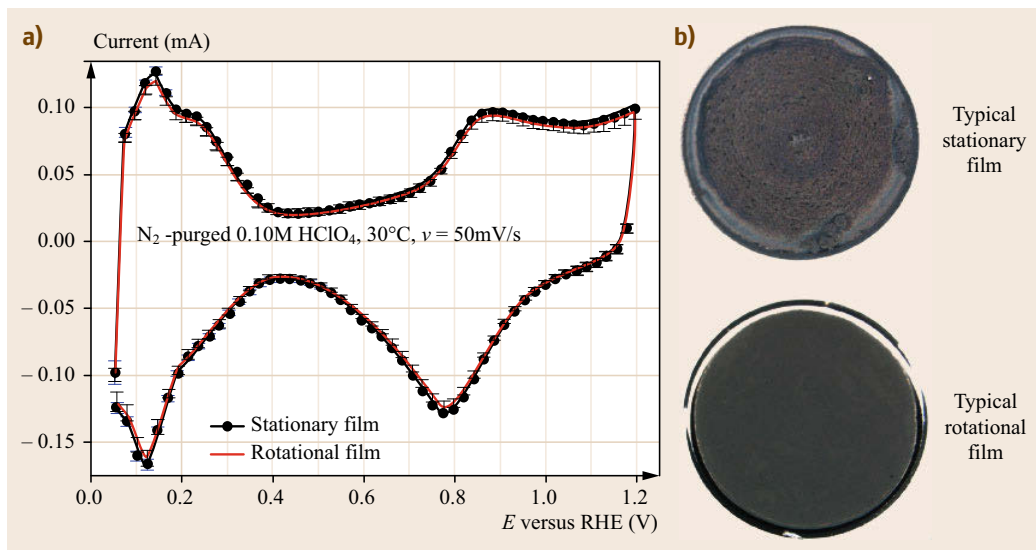 a)
Current (mA)
0.10
0.05
0.00
– 0.05
– 0.10
– 0.15
N₂ -purged 0.10M HClO₄, 30°C, v = 50mV/s
Stationary film
Rotational film
0.0 0.2 0.4 0.6 0.8 1.0 1.2
E versus RHE (V)
b)
Typical
stationary
film
Typical
rotational
film